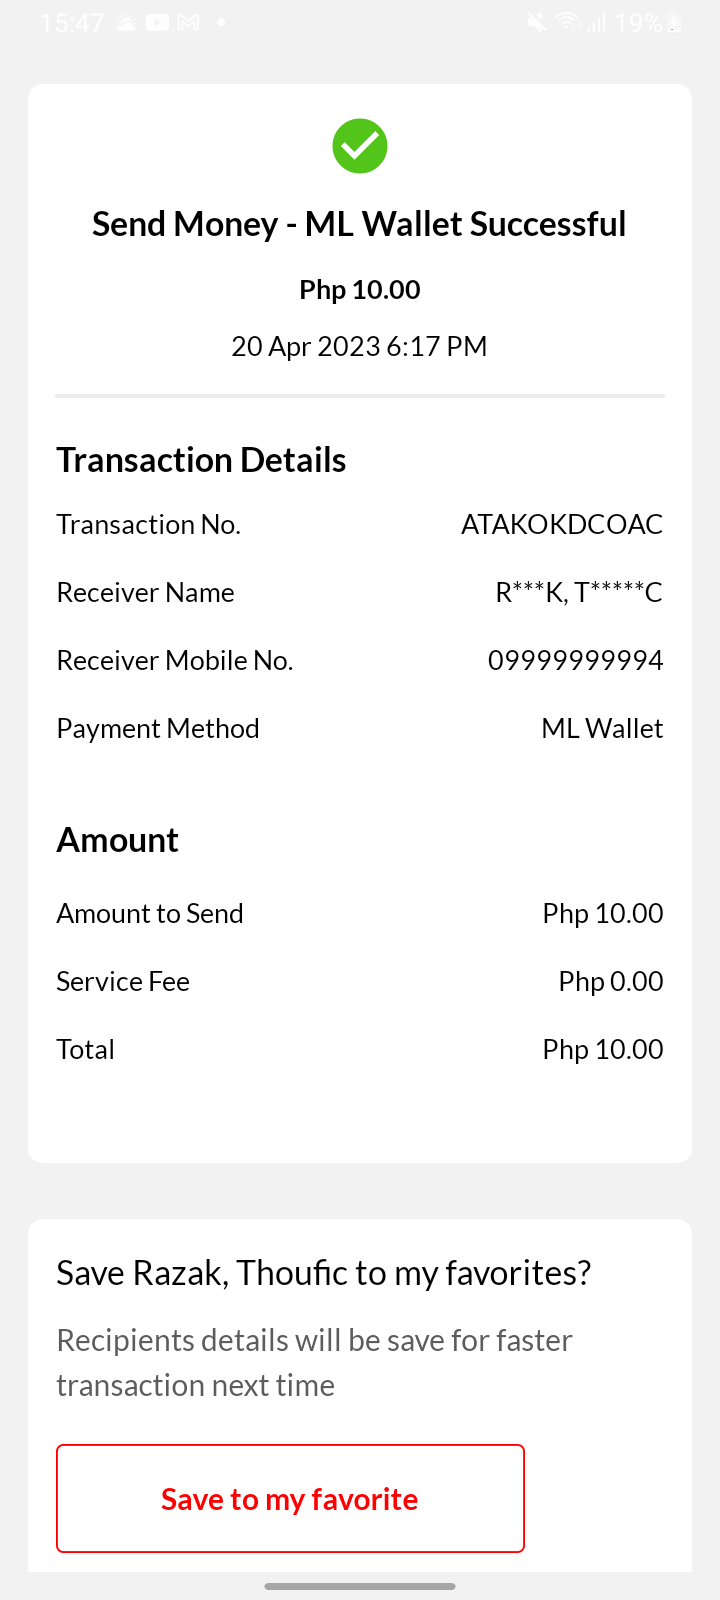 15:47
19%
Send Money - ML Wallet Successful
Php 10.00
20 Apr 2023 6:17 PM
Transaction Details
Transaction No. ATAKOKDCOAC
Receiver Name R***K, T*****C
Receiver Mobile No. 09999999994
Payment Method ML Wallet
Amount
Amount to Send Php 10.00
Service Fee Php 0.00
Total Php 10.00
Save Razak, Thoufic to my favorites?
Recipients details will be save for faster
transaction next time
Save to my favorite